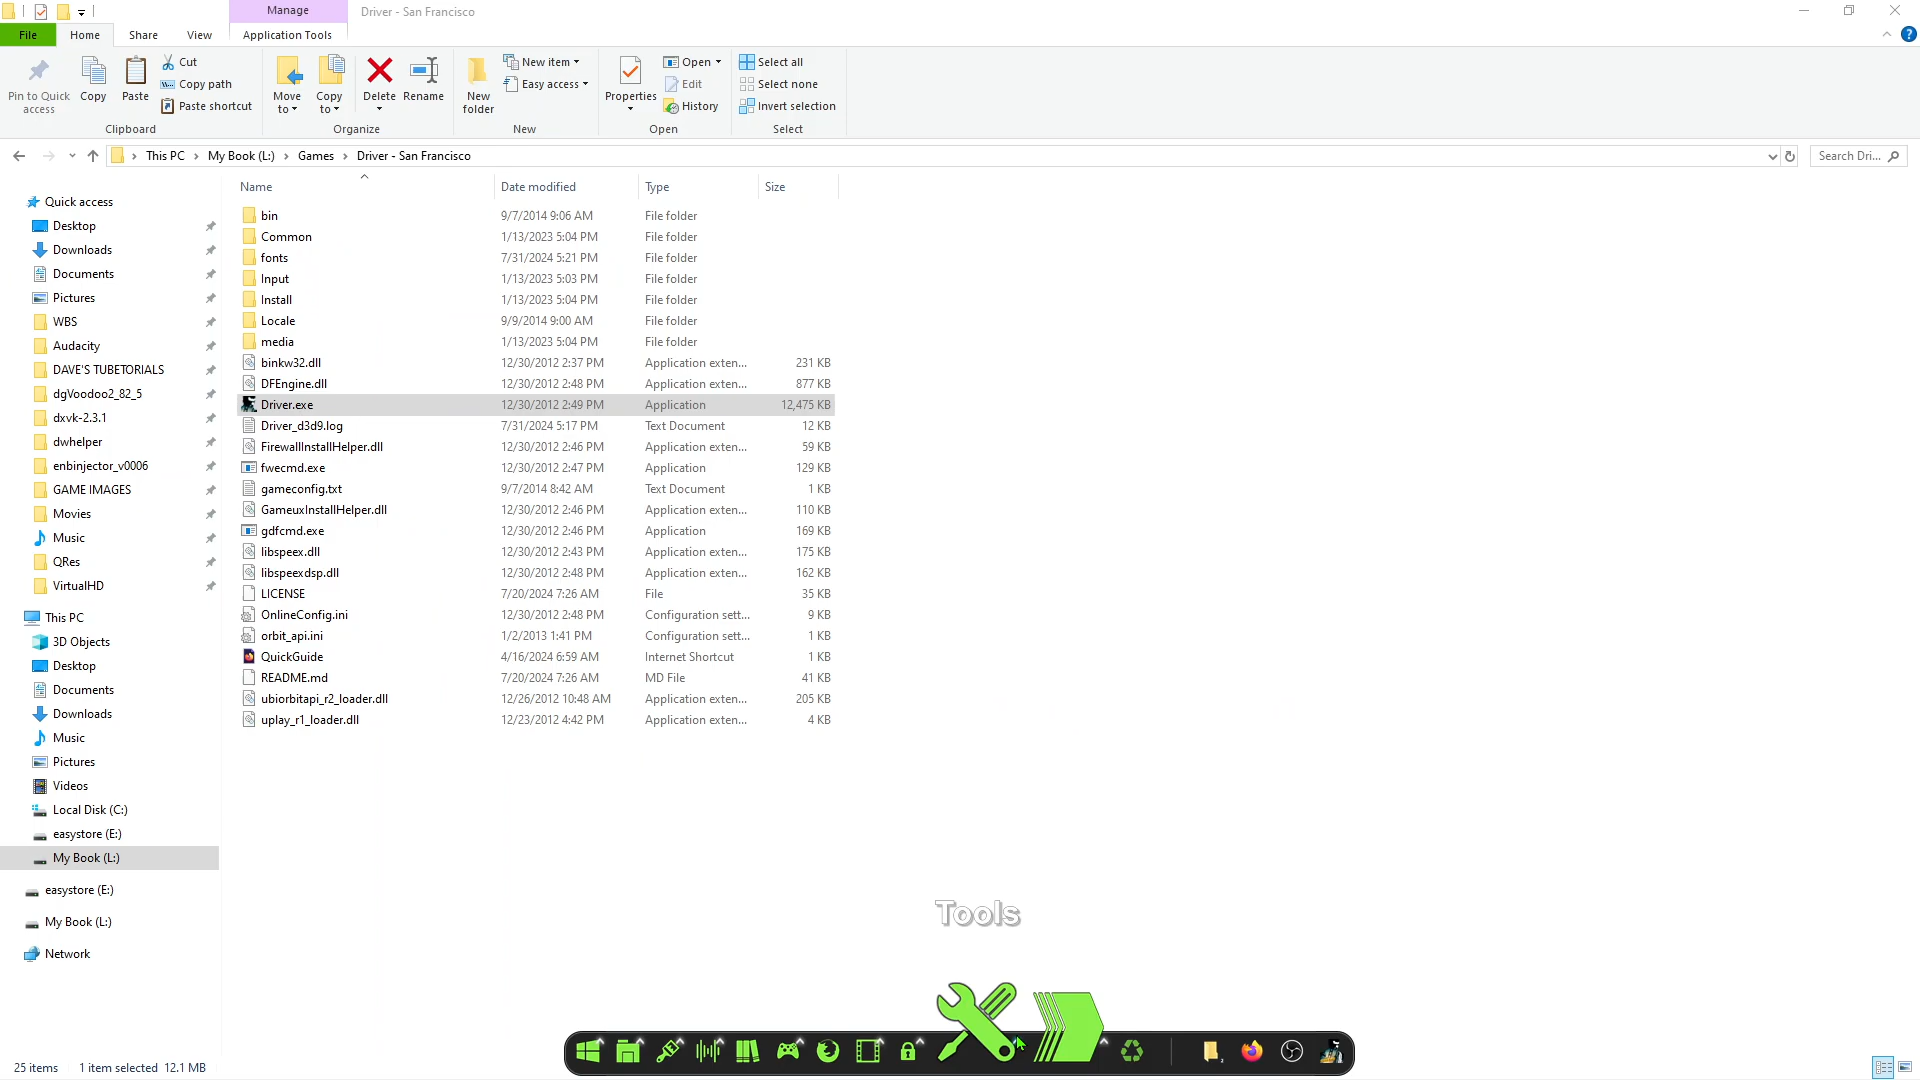 Manage
Driver - San Francisco
File
Home
Share
View
Application Tools
Pin to Quick access
Copy
Paste
Cut
Copy path
Paste shortcut
Clipboard
Move to
Copy to
Delete
Rename
Organize
New folder
New item
Easy access
New
Properties
Open
Edit
History
Open
Select all
Select none
Invert selection
Select
This PC > My Book (L:) > Games > Driver - San Francisco
Search Dri...
Name Date modified Type Size
bin 9/7/2014 9:06 AM File folder
Common 1/13/2023 5:04 PM File folder
fonts 7/31/2024 5:21 PM File folder
Input 1/13/2023 5:03 PM File folder
Install 1/13/2023 5:04 PM File folder
Locale 9/9/2014 9:00 AM File folder
media 1/13/2023 5:04 PM File folder
binkw32.dll 12/30/2012 2:37 PM Application exten... 231 KB
DFEngine.dll 12/30/2012 2:48 PM Application exten... 877 KB
Driver.exe 12/30/2012 2:49 PM Application 12,475 KB
Driver_d3d9.log 7/31/2024 5:17 PM Text Document 12 KB
FirewallInstallHelper.dll 12/30/2012 2:46 PM Application exten... 59 KB
fwecmd.exe 12/30/2012 2:47 PM Application 129 KB
gameconfig.txt 9/7/2014 8:42 AM Text Document 1 KB
GameuxInstallHelper.dll 12/30/2012 2:46 PM Application exten... 110 KB
gdfcmd.exe 12/30/2012 2:46 PM Application 169 KB
libspeex.dll 12/30/2012 2:43 PM Application exten... 175 KB
libspeexdsp.dll 12/30/2012 2:48 PM Application exten... 162 KB
LICENSE 7/20/2024 7:26 AM File 35 KB
OnlineConfig.ini 12/30/2012 2:48 PM Configuration sett... 9 KB
orbit_api.ini 1/2/2013 1:41 PM Configuration sett... 1 KB
QuickGuide 4/16/2024 6:59 AM Internet Shortcut 1 KB
README.md 7/20/2024 7:26 AM MD File 41 KB
ubiorbitapi_r2_loader.dll 12/26/2012 10:48 AM Application exten... 205 KB
uplay_r1_loader.dll 12/23/2012 4:42 PM Application exten... 4 KB
Quick access
Desktop
Downloads
Documents
Pictures
WBS
Audacity
DAVE'S TUBETORIALS
dgVoodoo2_82_5
dxvk-2.3.1
dwhelper
enbinjector_v0006
GAME IMAGES
Movies
Music
QRes
VirtualHD
This PC
3D Objects
Desktop
Documents
Downloads
Music
Pictures
Videos
Local Disk (C:)
easystore (E:)
My Book (L:)
easystore (E:)
My Book (L:)
Network
Tools
25 items 1 item selected 12.1 MB